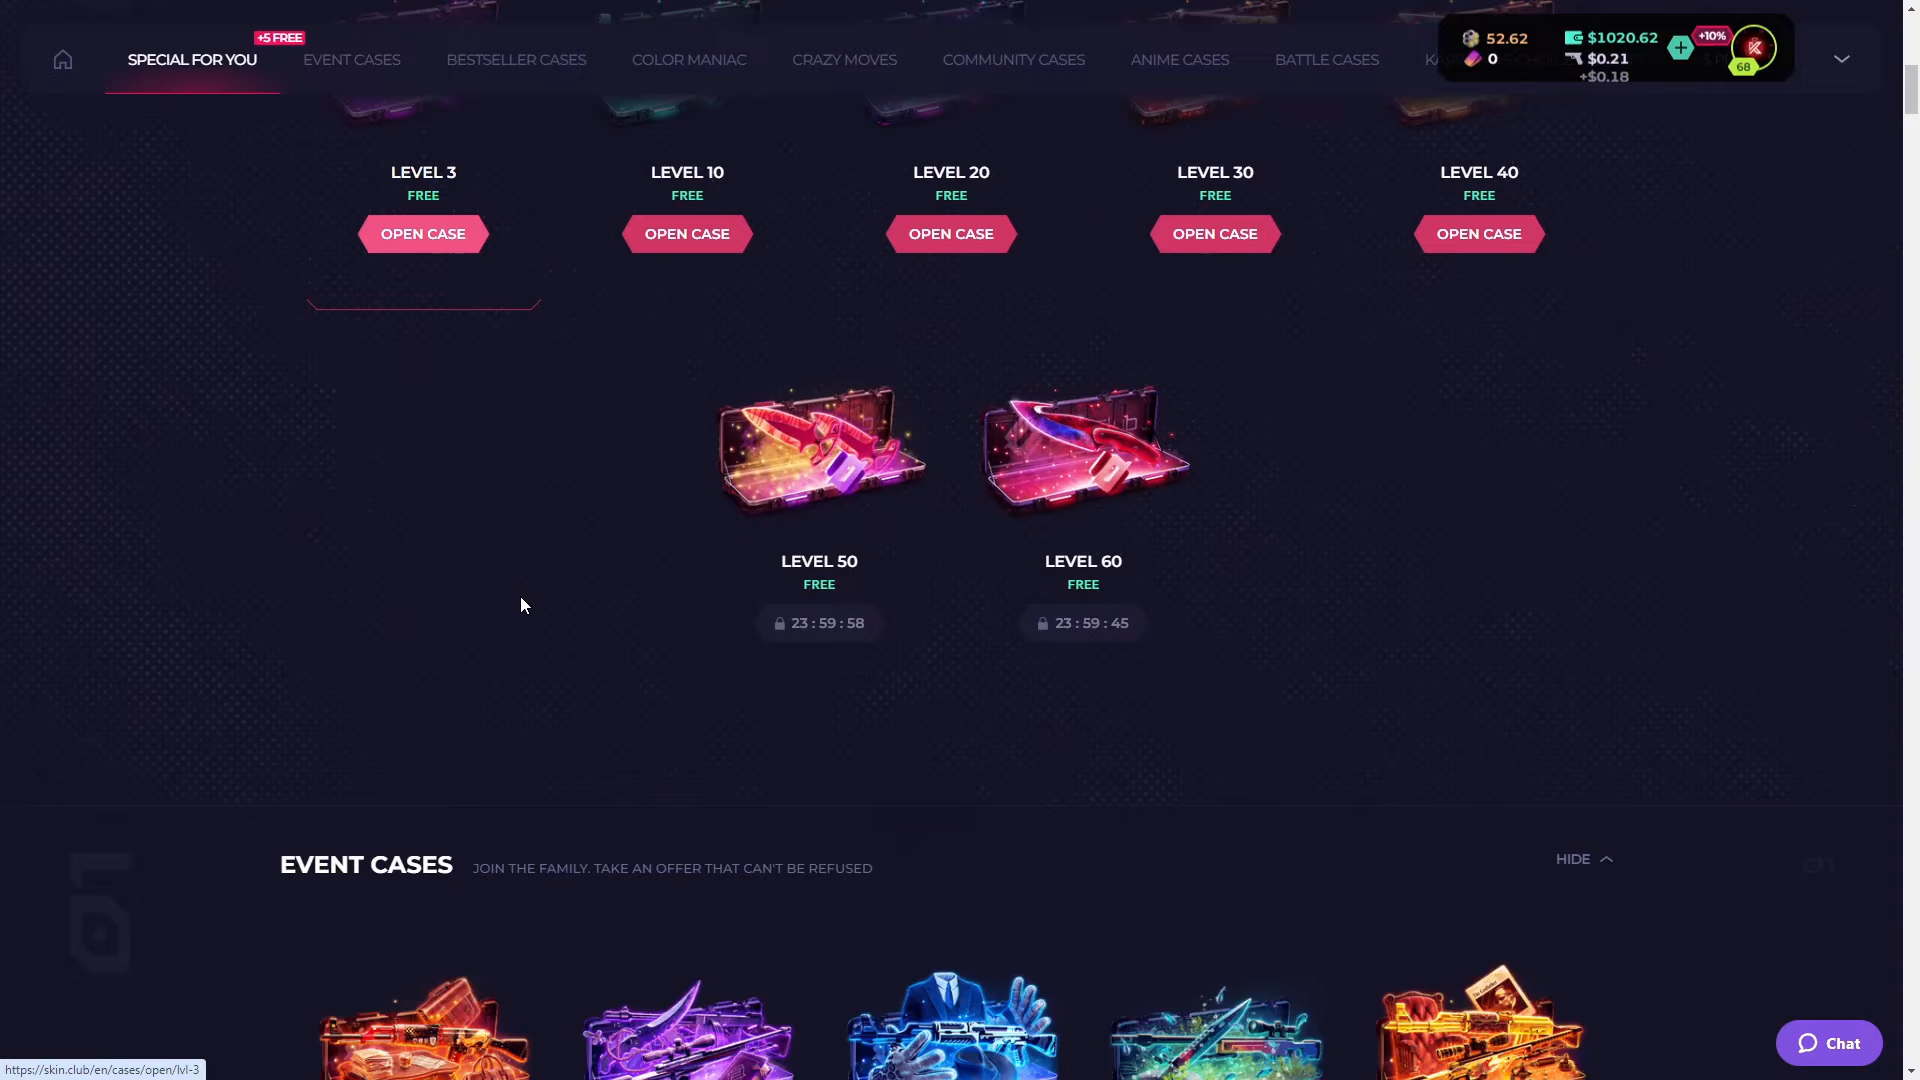 +5 FREE
SPECIAL FOR YOU
EVENT CASES
BESTSELLER CASES
COLOR MANIAC
CRAZY MOVES
COMMUNITY CASES
ANIME CASES
BATTLE CASES
52.62
0
$1020.62
$0.21
+$0.18
+10%
68
LEVEL 3
FREE
OPEN CASE
LEVEL 10
FREE
OPEN CASE
LEVEL 20
FREE
OPEN CASE
LEVEL 30
FREE
OPEN CASE
LEVEL 40
FREE
OPEN CASE
LEVEL 50
FREE
23 : 59 : 58
LEVEL 60
FREE
23 : 59 : 45
EVENT CASES
JOIN THE FAMILY. TAKE AN OFFER THAT CAN'T BE REFUSED
HIDE
01
Chat
https://skin.club/en/cases/open/lvl-3